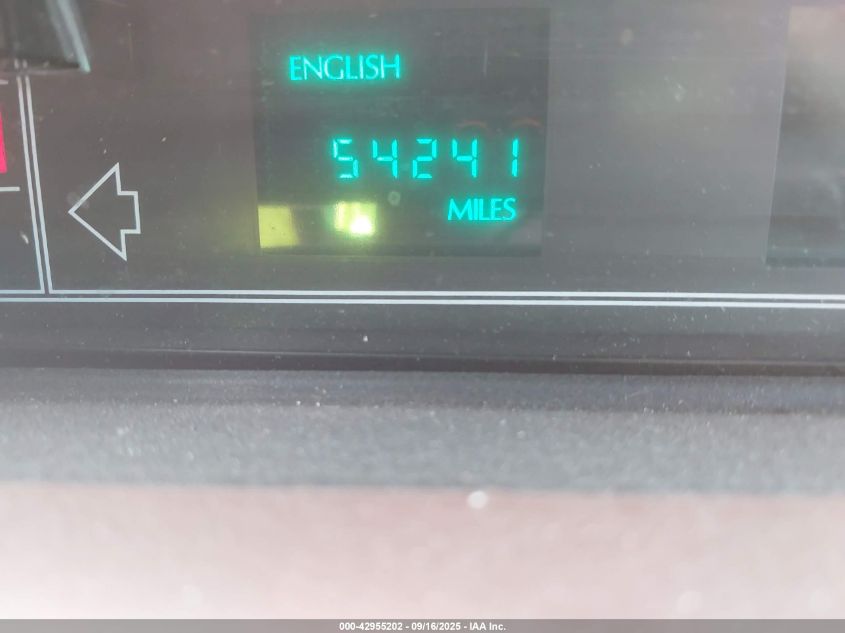 ENGLISH
54241
MILES
000-42955202 - 09/16/2025 - IAA Inc.